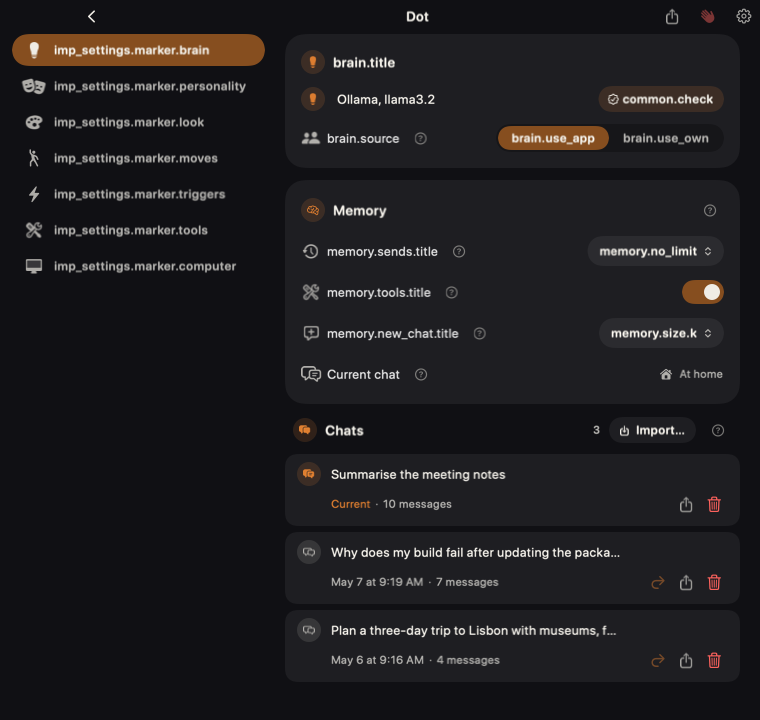 Dot
imp_settings.marker.brain
imp_settings.marker.personality
imp_settings.marker.look
imp_settings.marker.moves
imp_settings.marker.triggers
imp_settings.marker.tools
imp_settings.marker.computer
brain.title
Ollama, llama3.2 common.check
brain.source brain.use_app brain.use_own
Memory
memory.sends.title memory.no_limit
memory.tools.title
memory.new_chat.title memory.size.k
Current chat At home
Chats 3 Import...
Summarise the meeting notes
Current · 10 messages
Why does my build fail after updating the packa...
May 7 at 9:19 AM · 7 messages
Plan a three-day trip to Lisbon with museums, f...
May 6 at 9:16 AM · 4 messages